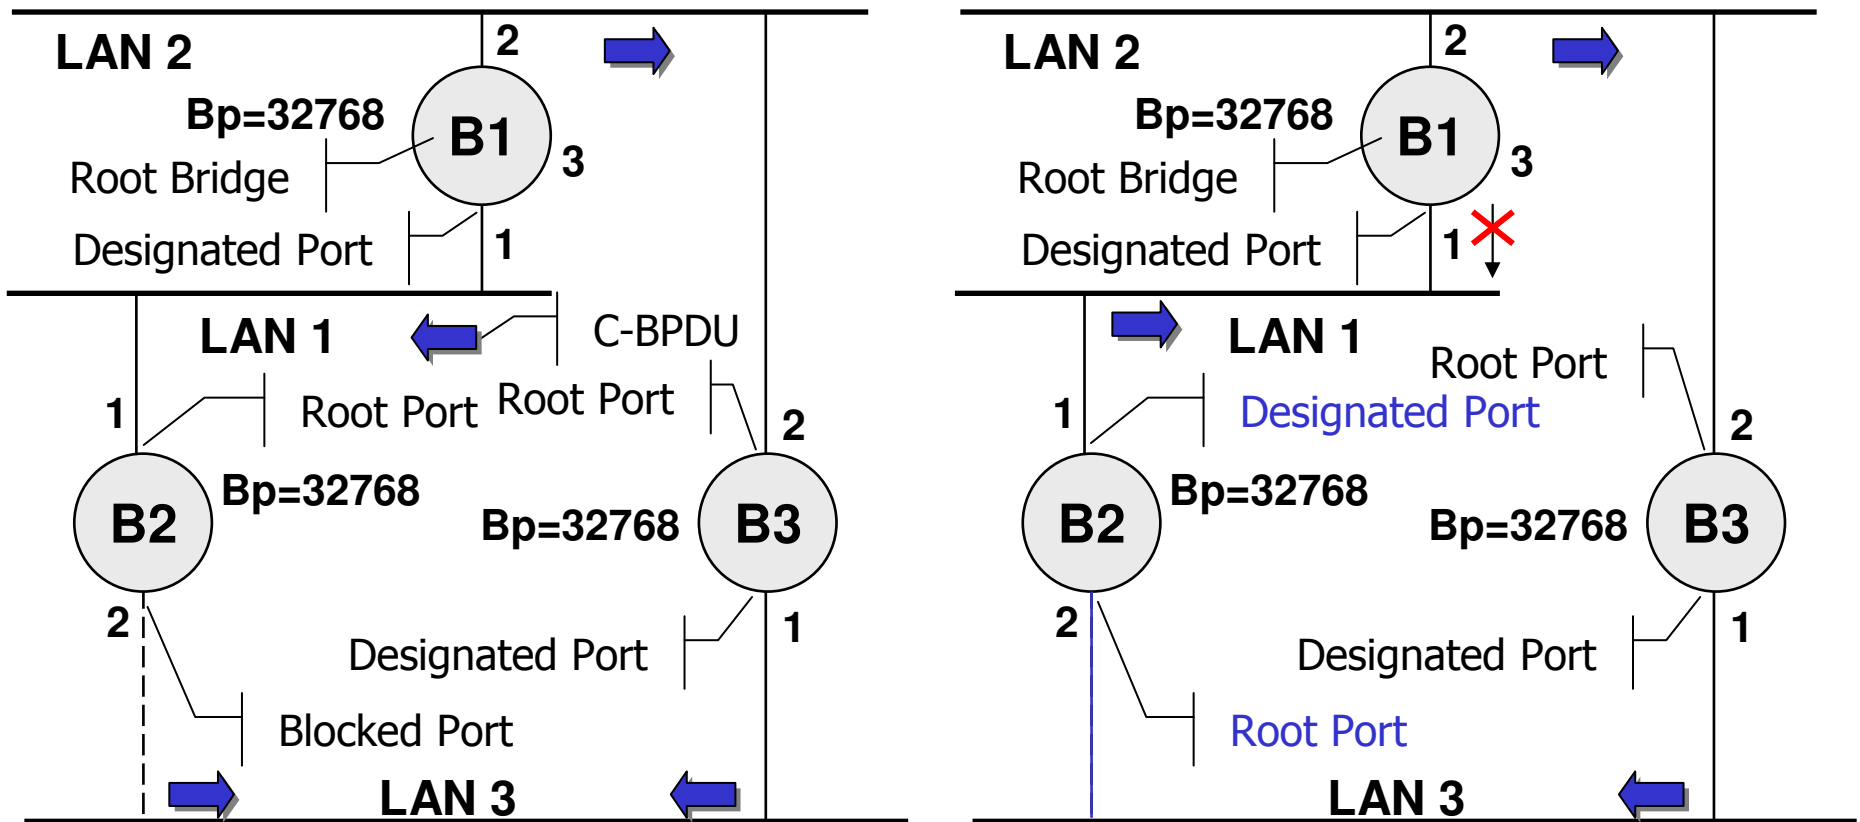 2
LAN 2
Bp=32768
B1
3
Root Bridge
Designated Port
1
LAN 1
C-BPDU
1
Root Port
Root Port
2
Bp=32768
B2
Bp=32768
B3
2
1
Designated Port
Blocked Port
LAN 3
2
LAN 2
Bp=32768
B1
3
Root Bridge
Designated Port
1
LAN 1
Root Port
1
Designated Port
2
Bp=32768
B2
Bp=32768
B3
2
1
Designated Port
Root Port
LAN 3